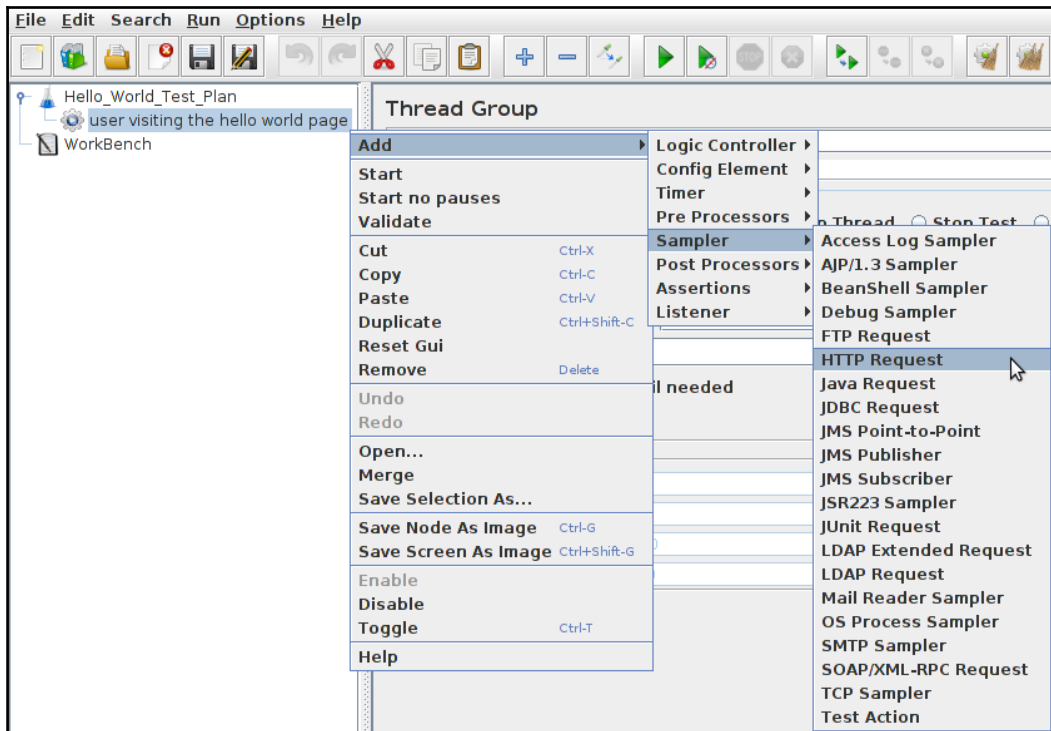 File Edit Search Run Options Help
STOP
Hello_World_Test_Plan
user visiting the hello world page
WorkBench
Thread Group
Add
Start
Start no pauses
Validate
Cut Ctrl-X
Copy Ctrl-C
Paste Ctrl-V
Duplicate Ctrl+Shift-C
Reset Gui
Remove Delete
Undo
Redo
Open...
Merge
Save Selection As...
Save Node As Image Ctrl-G
Save Screen As Image Ctrl+Shift-G
Enable
Disable
Toggle Ctrl-T
Help
Logic Controller
Config Element
Timer
Pre Processors
Sampler
Post Processors
Assertions
Listener
Thread Stop Test
needed
Access Log Sampler
AJP/1.3 Sampler
BeanShell Sampler
Debug Sampler
FTP Request
HTTP Request
Java Request
JDBC Request
JMS Point-to-Point
JMS Publisher
JMS Subscriber
JSR223 Sampler
JUnit Request
LDAP Extended Request
LDAP Request
Mail Reader Sampler
OS Process Sampler
SMTP Sampler
SOAP/XML-RPC Request
TCP Sampler
Test Action